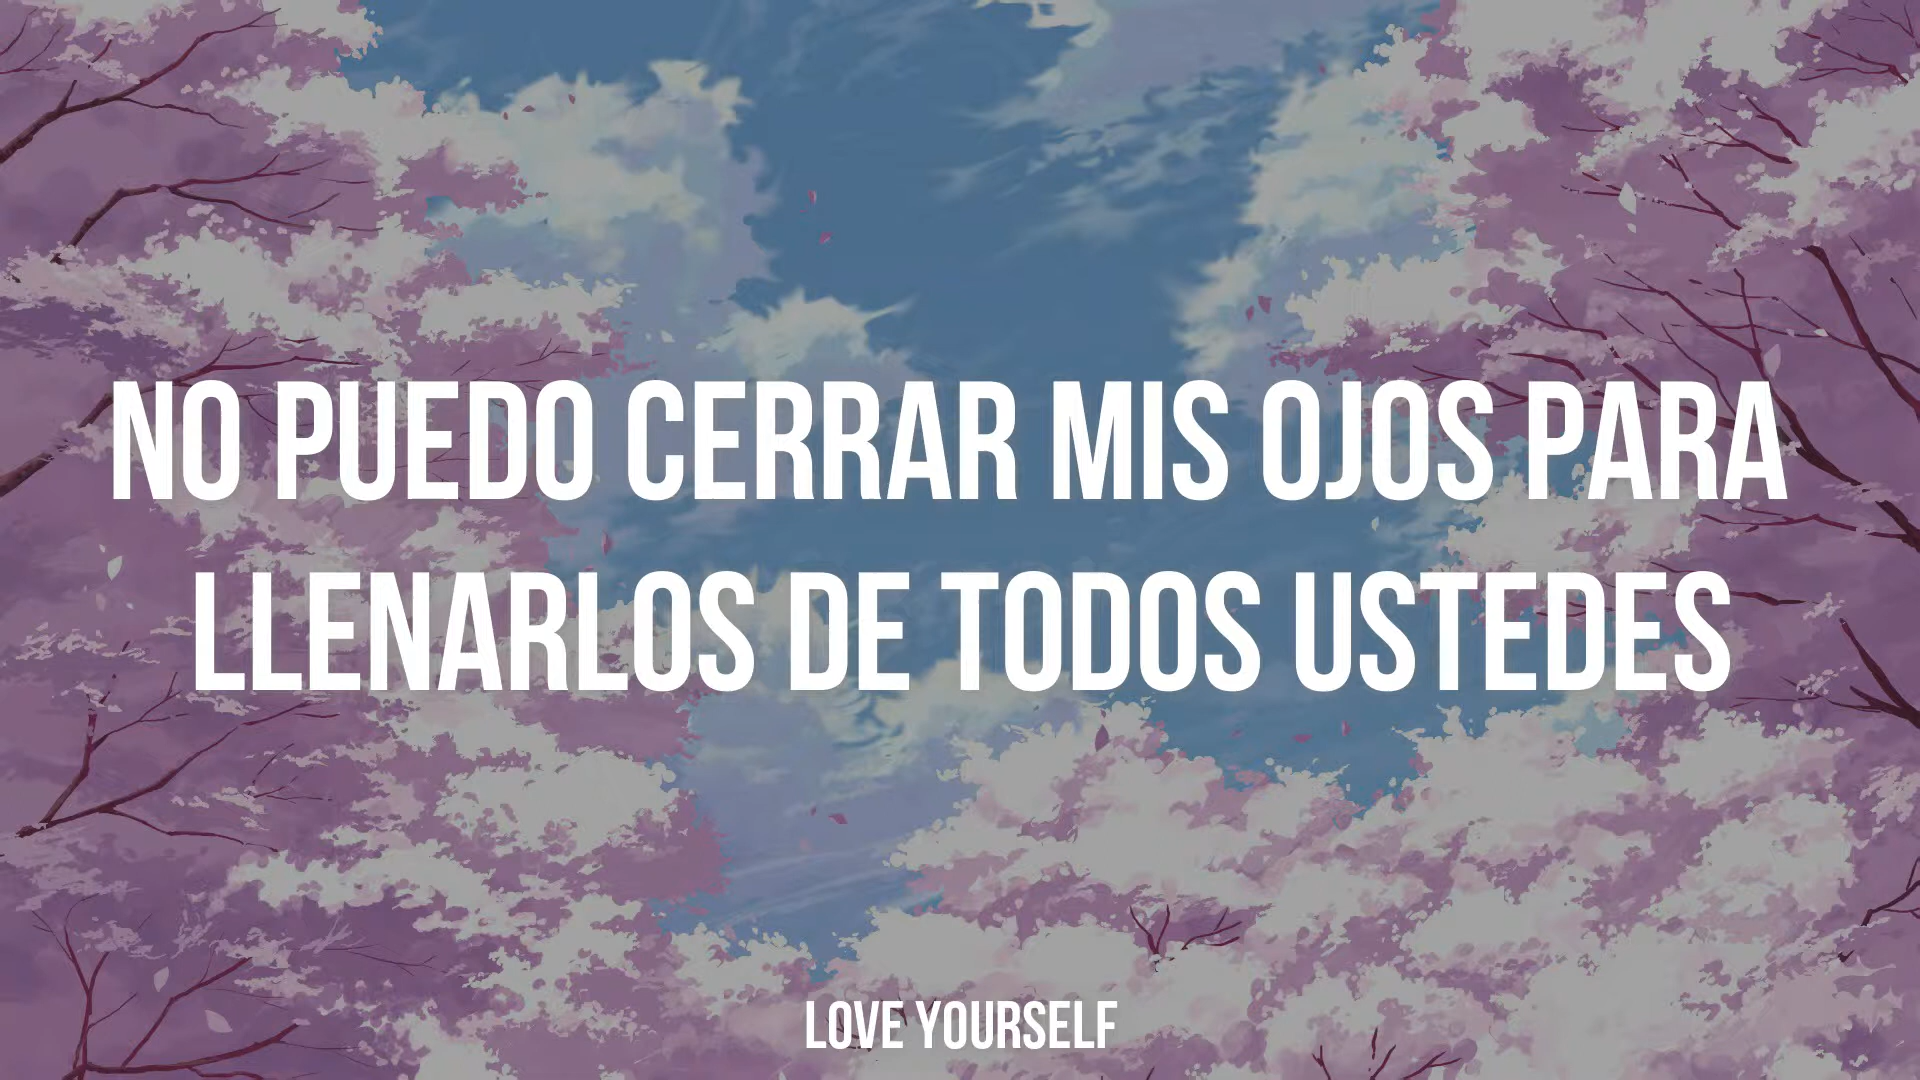 NO PUEDO CERRAR MIS OJOS PARA
LLENARLOS DE TODOS USTEDES
LOVE YOURSELF